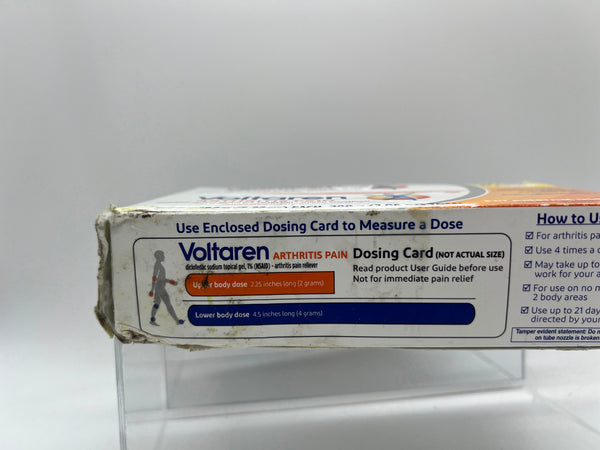 Voltaren
Use Enclosed Dosing Card to Measure a Dose
Voltaren ARTHRITIS PAIN Dosing Card (NOT ACTUAL SIZE)
diclofenac sodium topical gel, 1% (NSAID) – arthritis pain reliever
Read product User Guide before use
Not for immediate pain relief
Upper body dose 2.25 inches long (2 grams)
Lower body dose 4.5 inches long (4 grams)
How to U
For arthritis pa
Use 4 times a
May take up to
work for your a
For use on no m
2 body areas
Use up to 21 day
directed by your
Tamper evident statement: Do n
on tube nozzle is broken